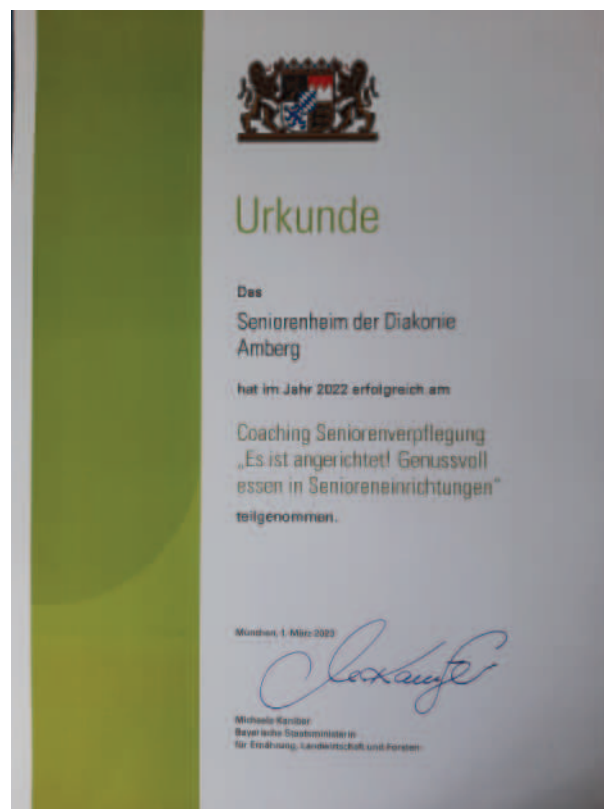 Urkunde
Das
Seniorenheim der Diakonie
Amberg
hat im Jahr 2022 erfolgreich am
Coaching Seniorenverpflegung
„Es ist angerichtet! Genussvoll
essen in Senioreneinrichtungen“
teilgenommen.
München, 1. März 2023
Michaela Kaniber
Bayerische Staatsministerin
für Ernährung, Landwirtschaft und Forsten